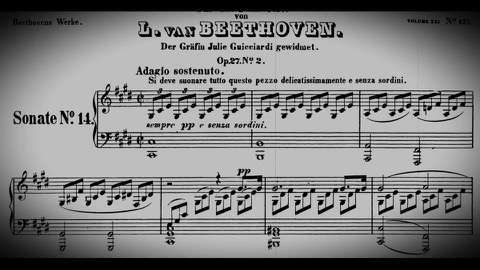 von
Beethovens Werke.
L. VAN BEETHOVEN.
Der Gräfin Julie Guicciardi gewidmet.
Op. 27. No. 2.
Adagio sostenuto.
Si deve suonare tutto questo pezzo delicatissimamente e senza sordini.
Sonate No. 14.
sempre pp e senza sordini.
pp